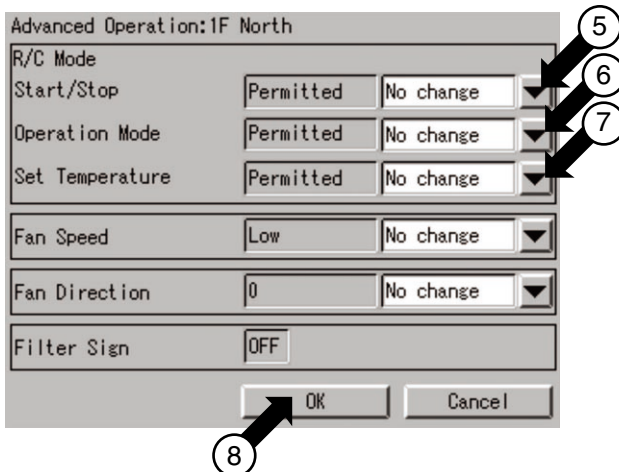 Advanced Operation:1F North
R/C Mode
Start/Stop Permitted No change 5
Operation Mode Permitted No change 6
Set Temperature Permitted No change 7
Fan Speed Low No change
Fan Direction 0 No change
Filter Sign OFF
OK Cancel
8